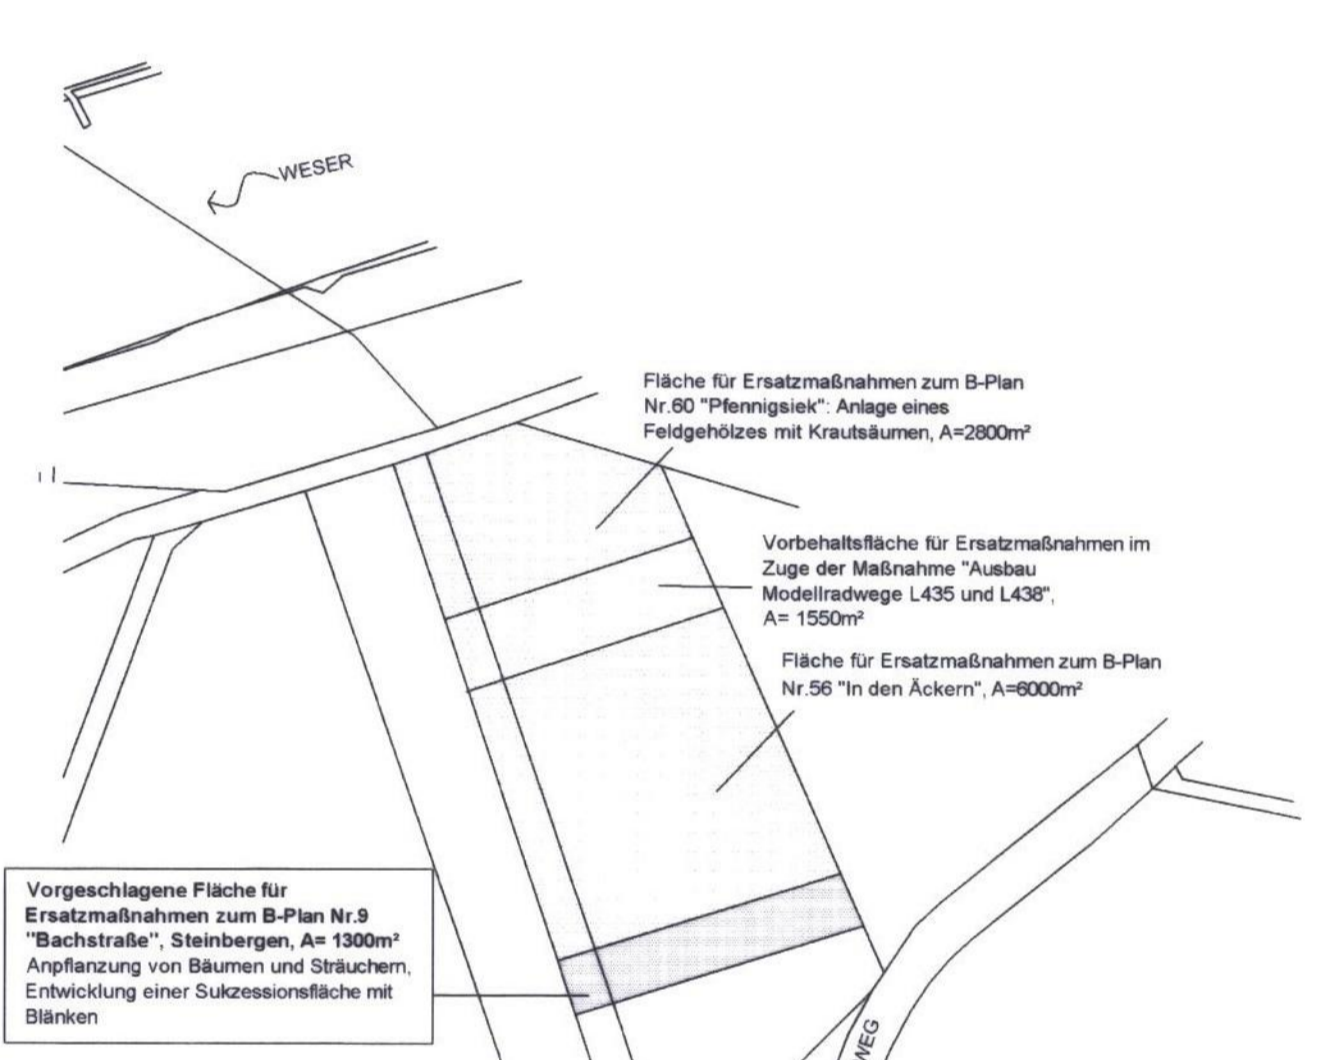 WESER
Fläche für Ersatzmaßnahmen zum B-Plan
Nr.60 "Pfennigsiek": Anlage eines
Feldgehölzes mit Krautsäumen, A=2800m²
Vorbehaltsfläche für Ersatzmaßnahmen im
Zuge der Maßnahme "Ausbau
Modellradwege L435 und L438",
A= 1550m²
Fläche für Ersatzmaßnahmen zum B-Plan
Nr.56 "In den Äckern", A=6000m²
Vorgeschlagene Fläche für
Ersatzmaßnahmen zum B-Plan Nr.9
"Bachstraße", Steinbergen, A= 1300m²
Anpflanzung von Bäumen und Sträuchern,
Entwicklung einer Sukzessionsfläche mit
Blänken
WEG